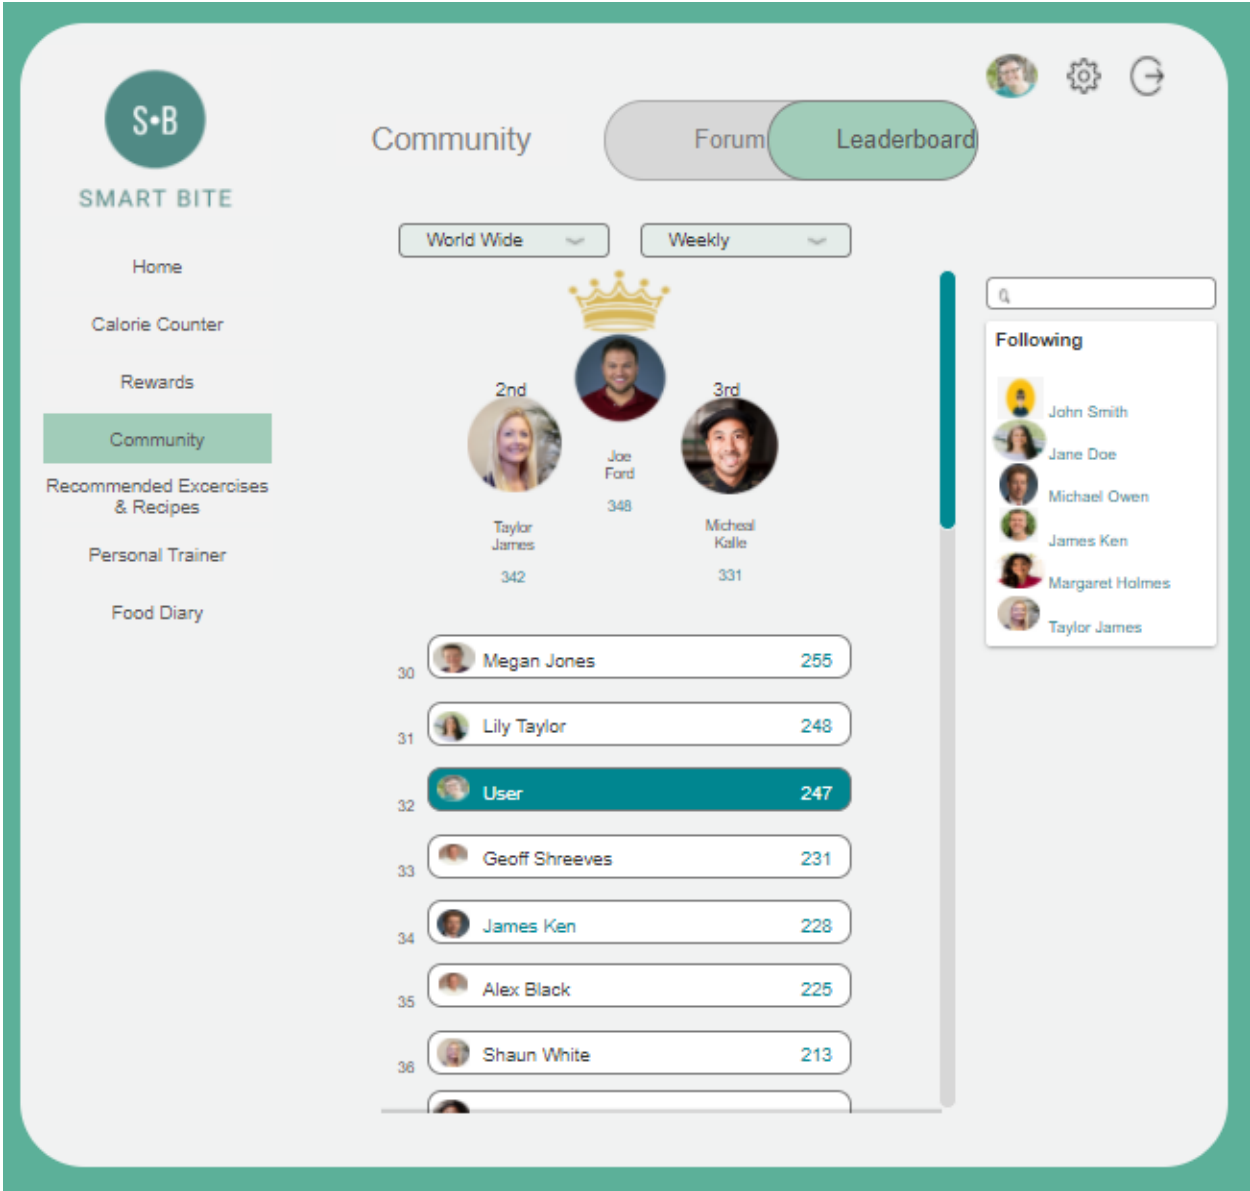 S•B
SMART BITE
Home
Calorie Counter
Rewards
Community
Recommended Excercises
& Recipes
Personal Trainer
Food Diary
Community
Forum
Leaderboard
World Wide
Weekly
2nd
3rd
Joe
Ford
348
Taylor
James
342
Micheal
Kalle
331
30 Megan Jones 255
31 Lily Taylor 248
32 User 247
33 Geoff Shreeves 231
34 James Ken 228
35 Alex Black 225
36 Shaun White 213
Following
John Smith
Jane Doe
Michael Owen
James Ken
Margaret Holmes
Taylor James